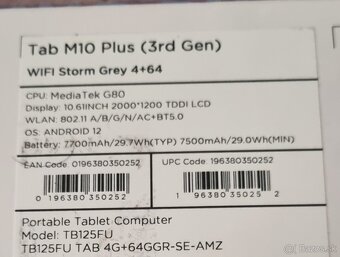 Tab M10 Plus (3rd Gen)
WIFI Storm Grey 4+64
CPU: MediaTek G80
Display: 10.61INCH 2000*1200 TDDI LCD
WLAN: 802.11 A/B/G/N/AC+BT5.0
OS: ANDROID 12
Battery: 7700mAh/29.7Wh(TYP) 7500mAh/29.0Wh(MIN)
EAN Code 0196380350252 UPC Code 196380350252
0 196380 350252 1 96380 35025 2
Portable Tablet Computer
Model: TB125FU
TB125FU TAB 4G+64GGR-SE-AMZ